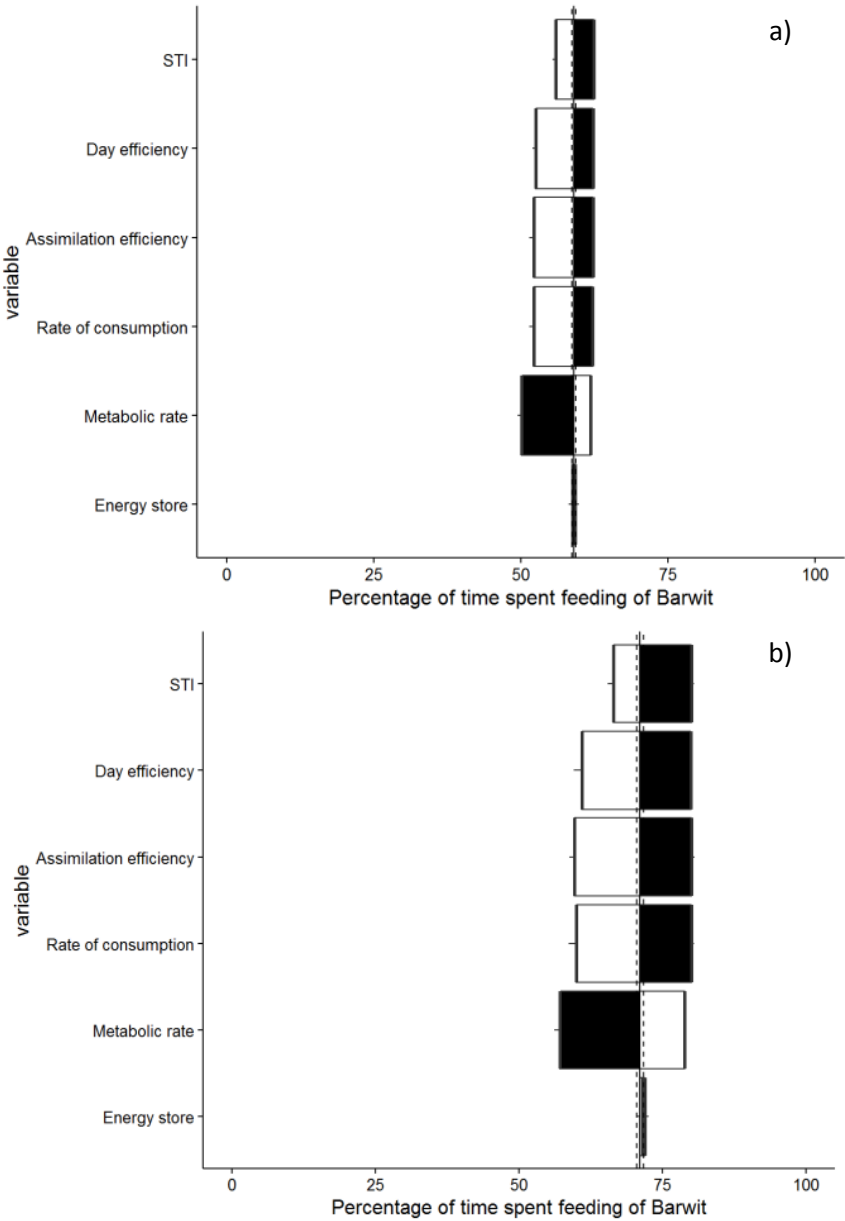 a)
STI
Day efficiency
Assimilation efficiency
Rate of consumption
Metabolic rate
Energy store
variable
0 25 50 75 100
Percentage of time spent feeding of Barwit
b)
STI
Day efficiency
Assimilation efficiency
Rate of consumption
Metabolic rate
Energy store
variable
0 25 50 75 100
Percentage of time spent feeding of Barwit